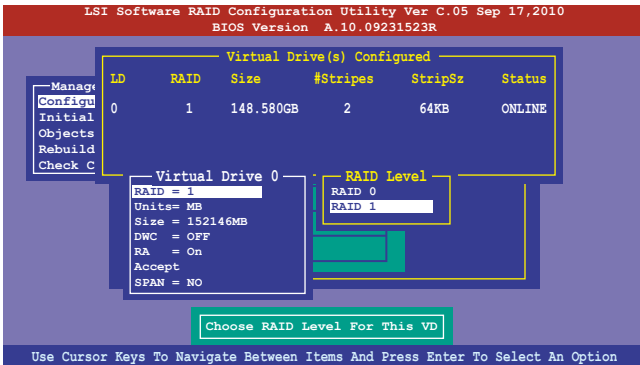 LSI Software RAID Configuration Utility Ver C.05 Sep 17,2010
BIOS Version A.10.09231523R
Virtual Drive(s) Configured
LD RAID Size #Stripes StripSz Status
0 1 148.580GB 2 64KB ONLINE
Manage
Configu
Initial
Objects
Rebuild
Check C
Virtual Drive 0
RAID = 1
Units= MB
Size = 152146MB
DWC = OFF
RA = On
Accept
SPAN = NO
RAID Level
RAID 0
RAID 1
Choose RAID Level For This VD
Use Cursor Keys To Navigate Between Items And Press Enter To Select An Option